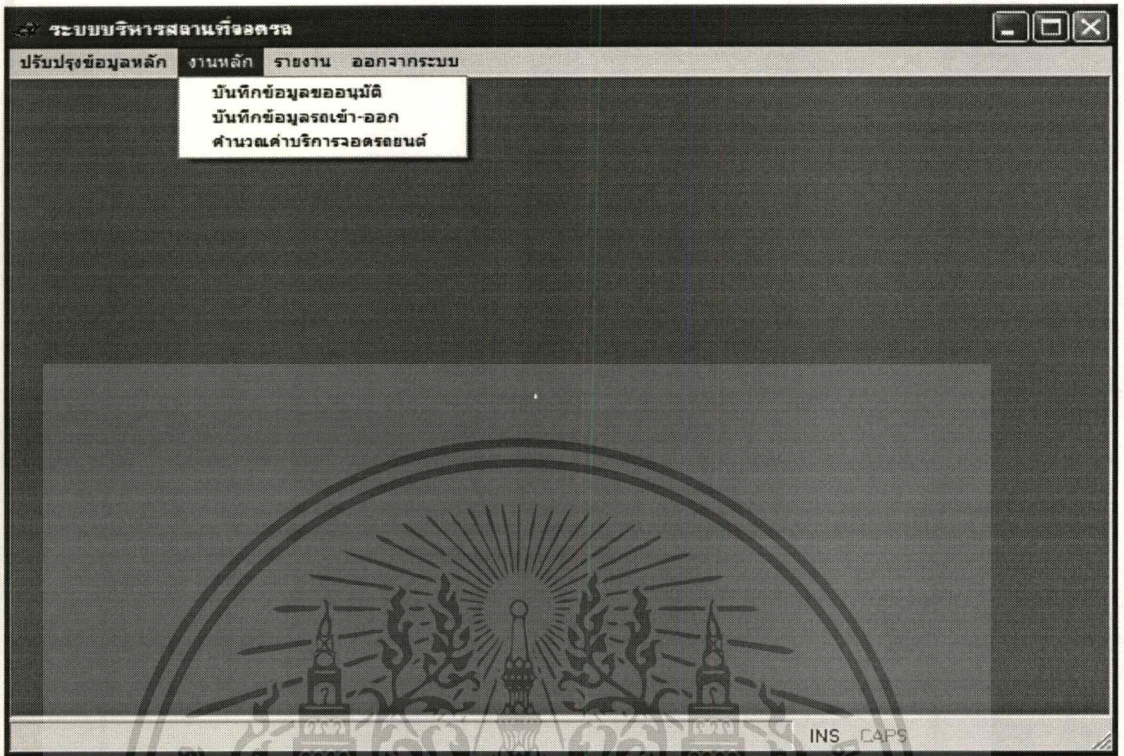 ระบบบริหารสถานที่จอดรถ
ปรับปรุงข้อมูลหลัก งานหลัก รายงาน ออกจากระบบ
บันทึกข้อมูลขออนุมัติ
บันทึกข้อมูลรถเข้า-ออก
คำนวณค่าบริการจอดรถยนต์
INS CAPS